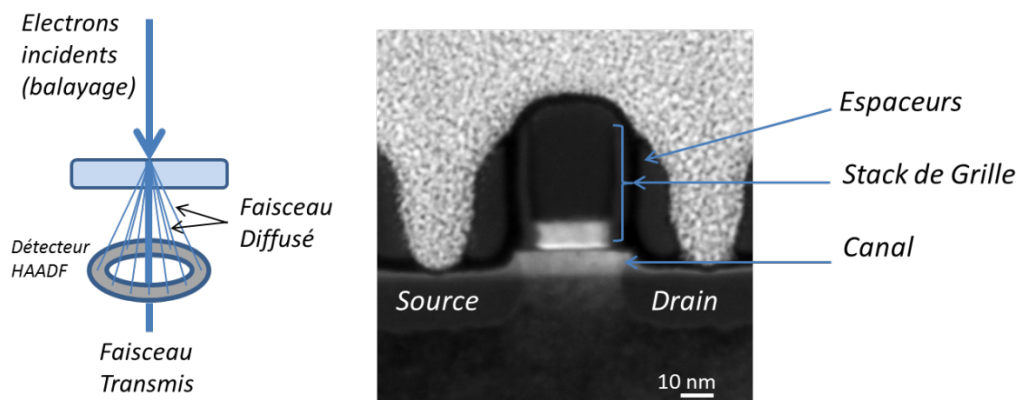 Electrons
incidents
(balayage)
Faisceau
Diffusé
Détecteur
HAADF
Faisceau
Transmis
Espaceurs
Stack de Grille
Canal
Source
Drain
10 nm